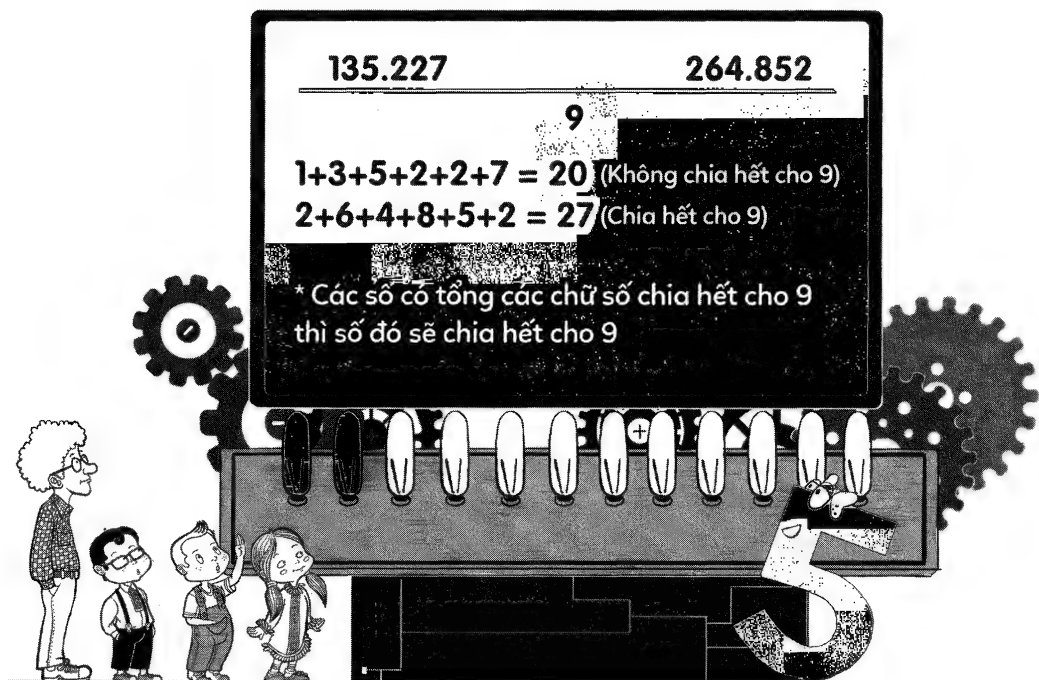 135.227 264.852
9
1+3+5+2+2+7 = 20 (Không chia hết cho 9)
2+6+4+8+5+2 = 27 (Chia hết cho 9)
* Các số có tổng các chữ số chia hết cho 9
thì số đó sẽ chia hết cho 9